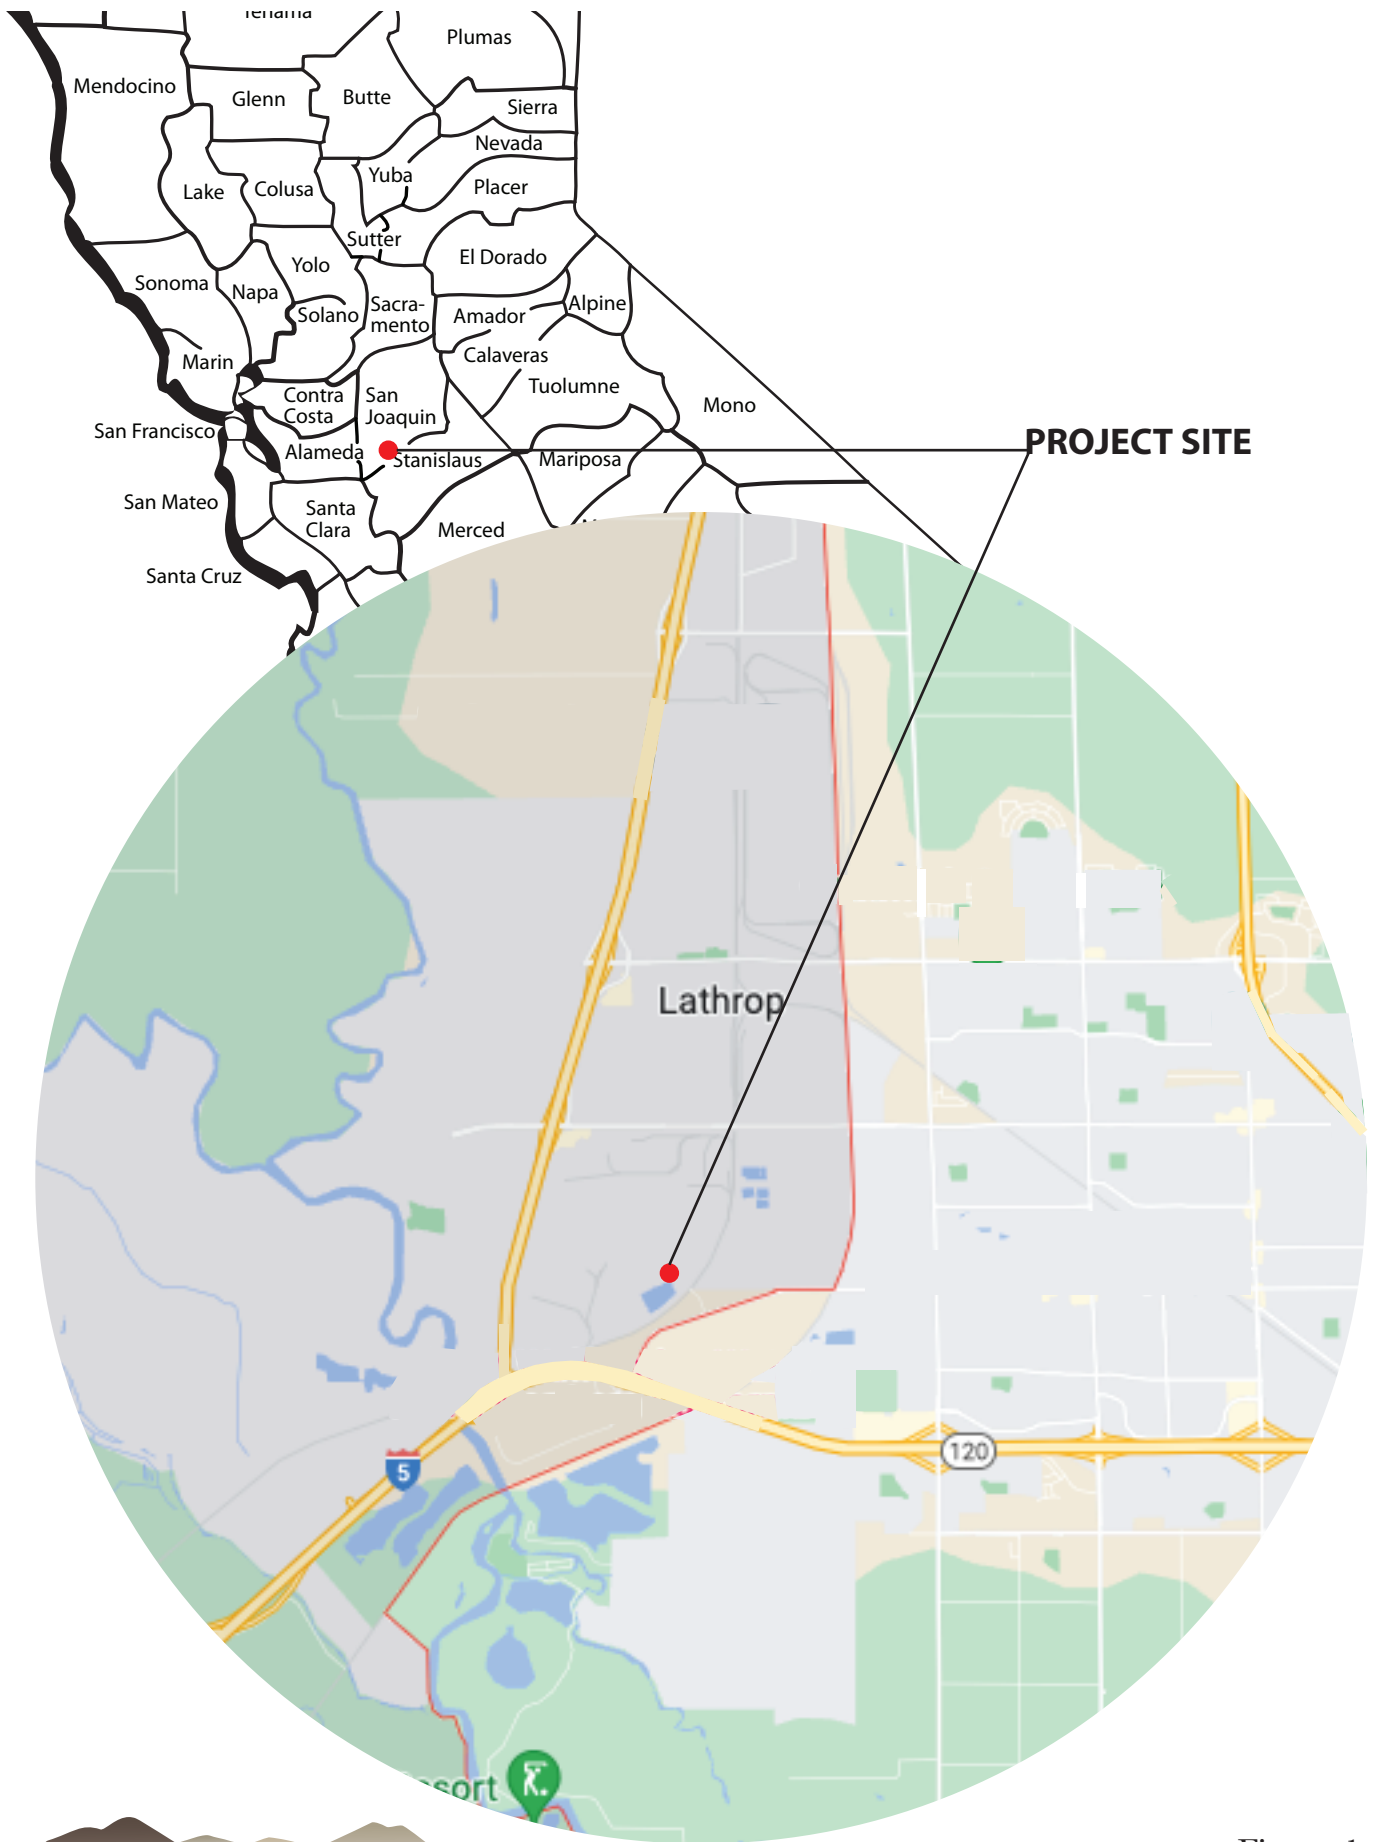 Tehama
Plumas
Mendocino
Glenn
Butte
Sierra
Nevada
Yuba
Placer
Lake
Colusa
Sutter
El Dorado
Yolo
Sonoma
Napa
Solano
Sacra-
mento
Amador
Alpine
Calaveras
Marin
Tuolumne
Contra
Costa
San
Joaquin
Mono
San Francisco
Alameda
Stanislaus
Mariposa
PROJECT SITE
San Mateo
Santa
Clara
Merced
Santa Cruz
Lathrop
120
5
sort